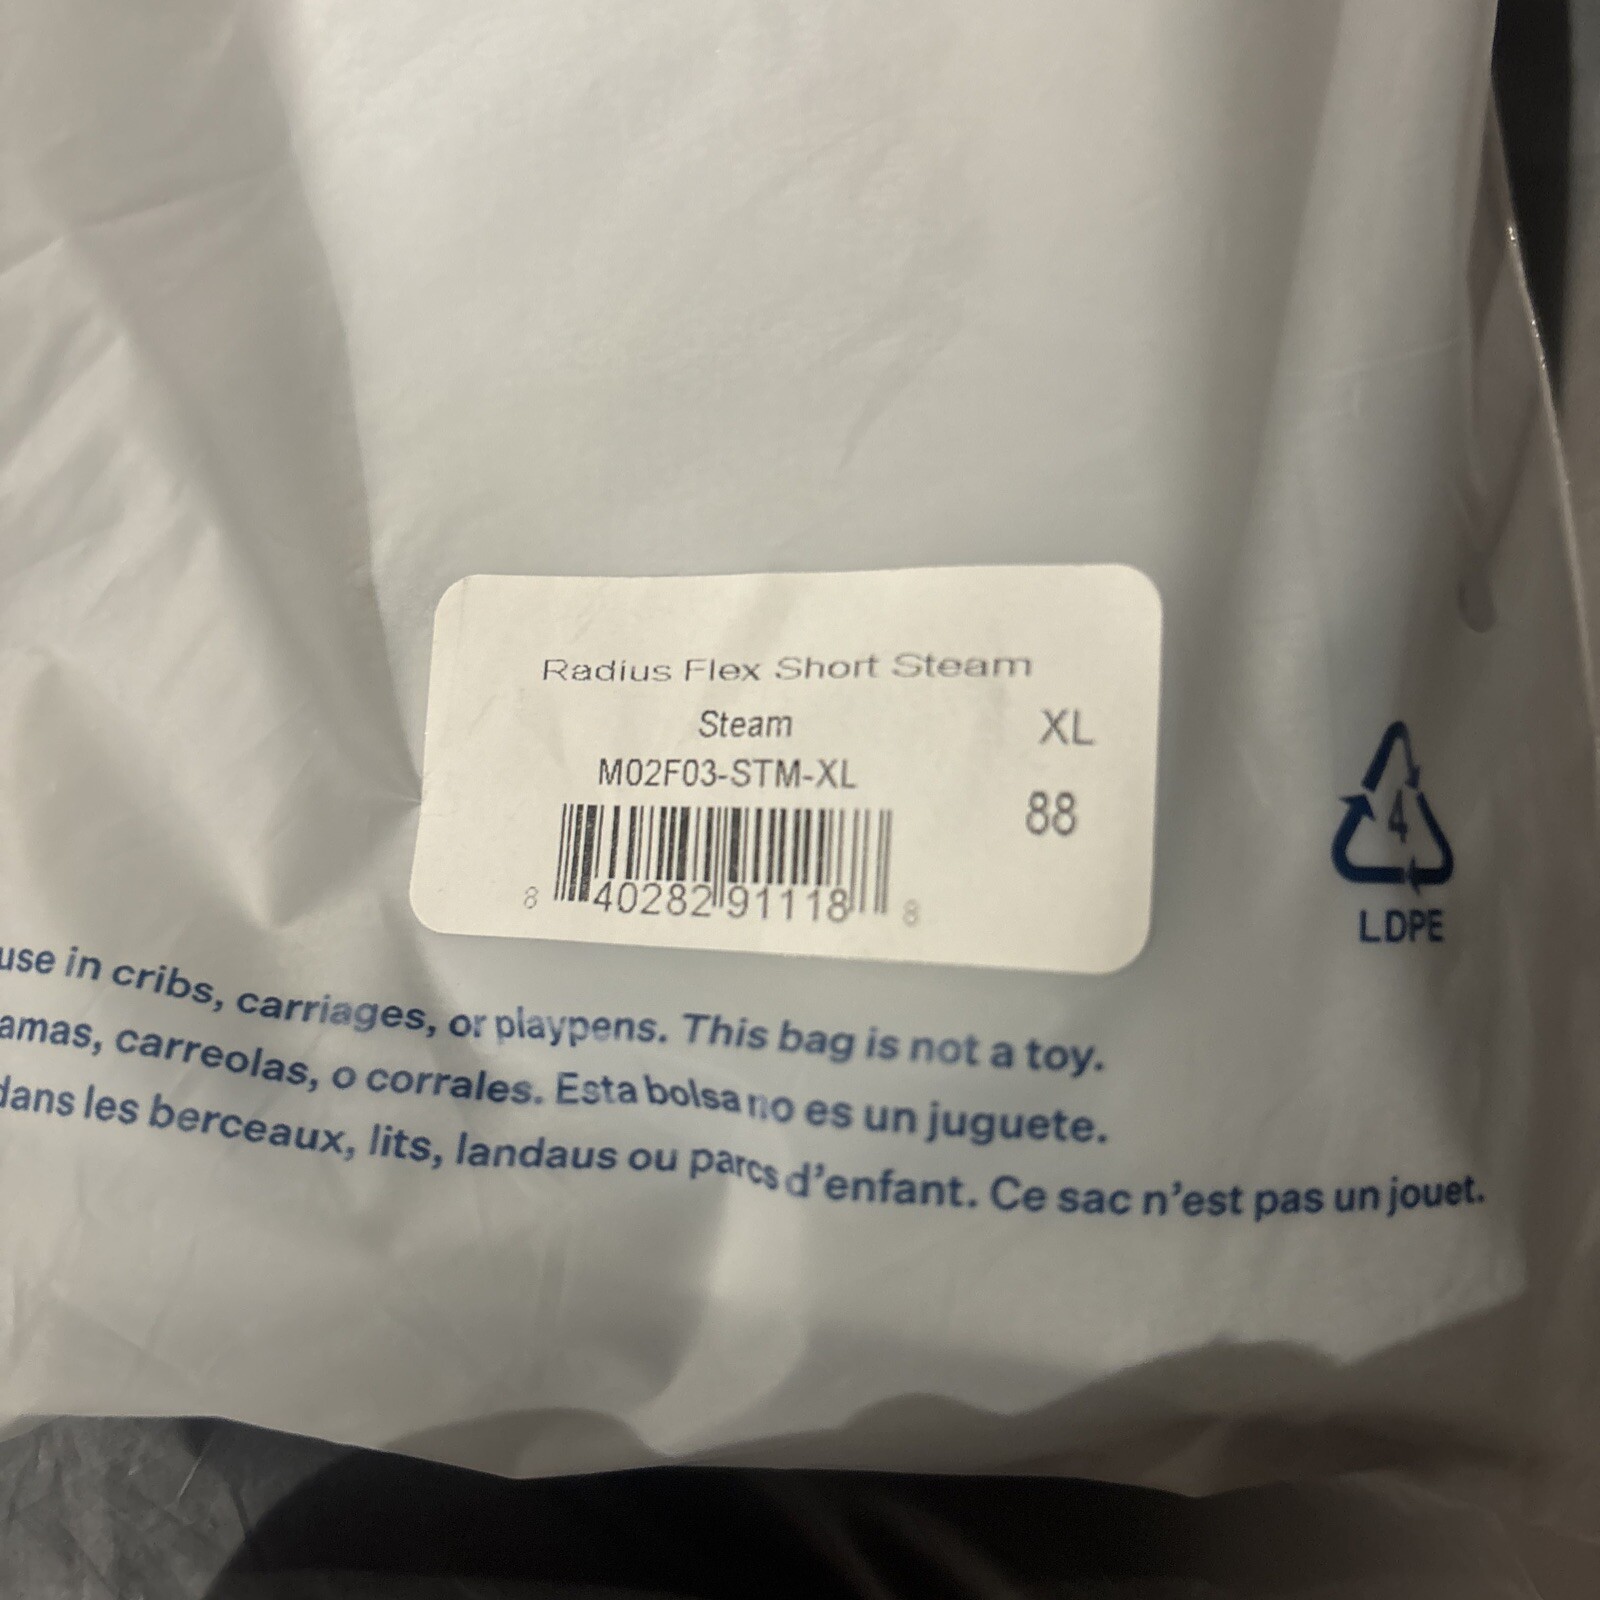 Radius Flex Short Steam
Steam
XL
M02F03-STM-XL
88
8 40282 91118 8
4
LDPE
use in cribs, carriages, or playpens. This bag is not a toy.
amas, carreolas, o corrales. Esta bolsa no es un juguete.
dans les berceaux, lits, landaus ou parcs d'enfant. Ce sac n'est pas un jouet.